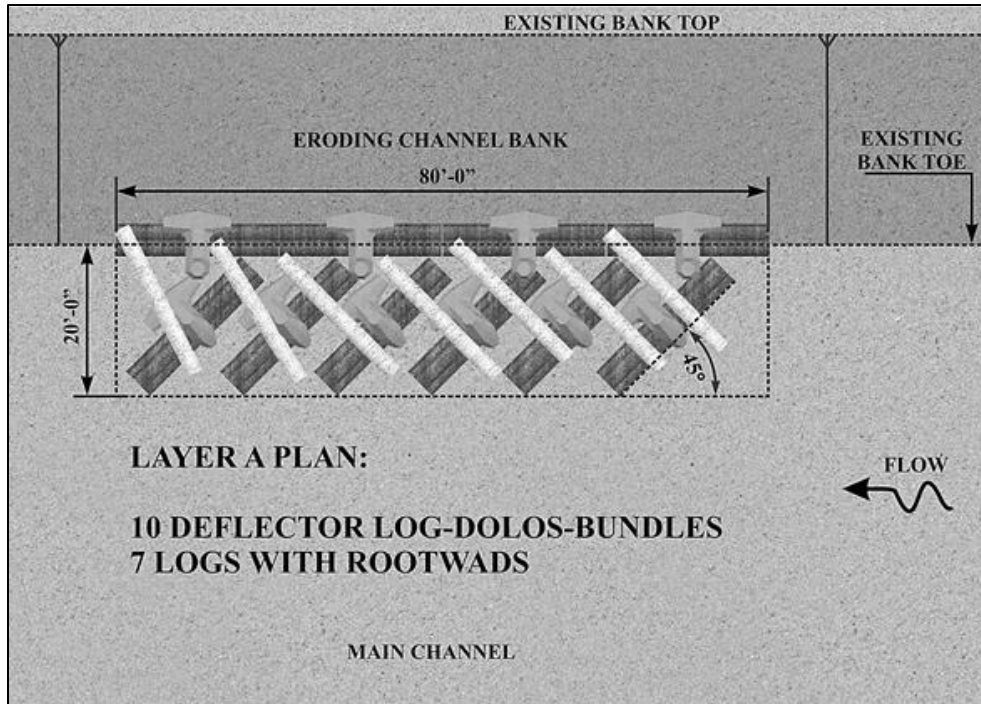 EXISTING BANK TOP
ERODING CHANNEL BANK
80’-0”
EXISTING
BANK TOE
20’-0”
45°
LAYER A PLAN:
FLOW
10 DEFLECTOR LOG-DOLOS-BUNDLES
7 LOGS WITH ROOTWADS
MAIN CHANNEL